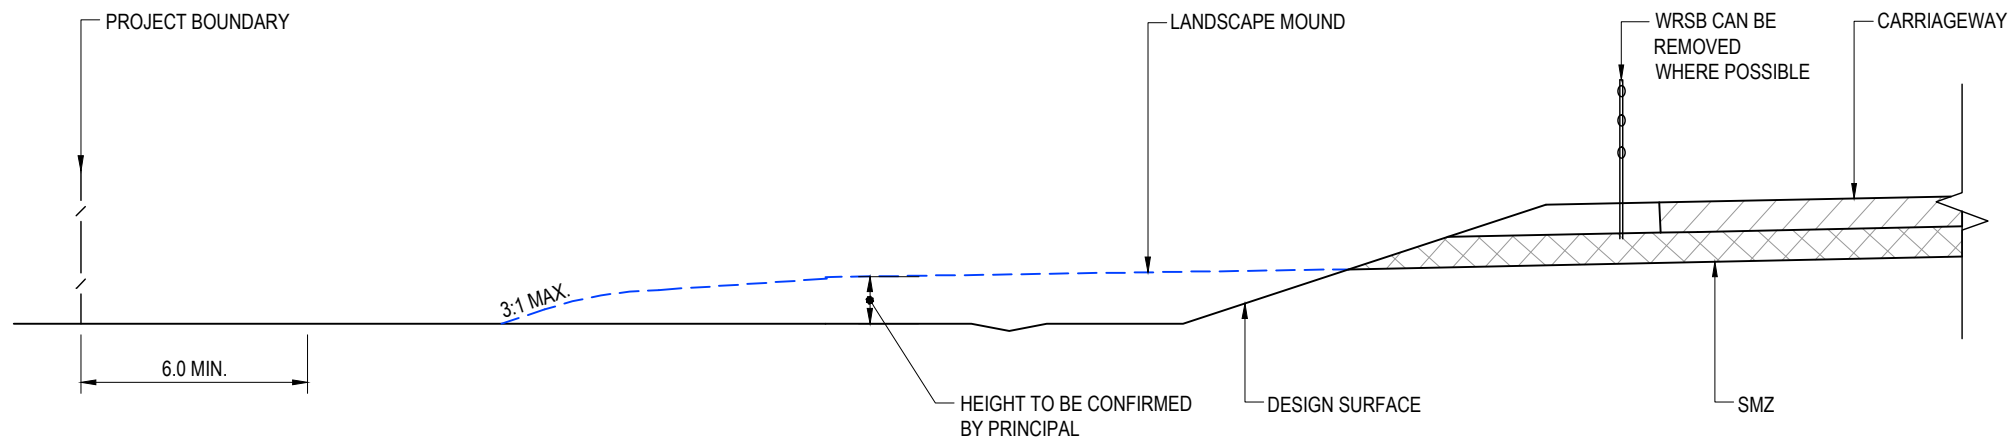 PROJECT BOUNDARY
LANDSCAPE MOUND
WRSB CAN BE
REMOVED
WHERE POSSIBLE
CARRIAGEWAY
3:1 MAX.
6.0 MIN.
HEIGHT TO BE CONFIRMED
BY PRINCIPAL
DESIGN SURFACE
SMZ